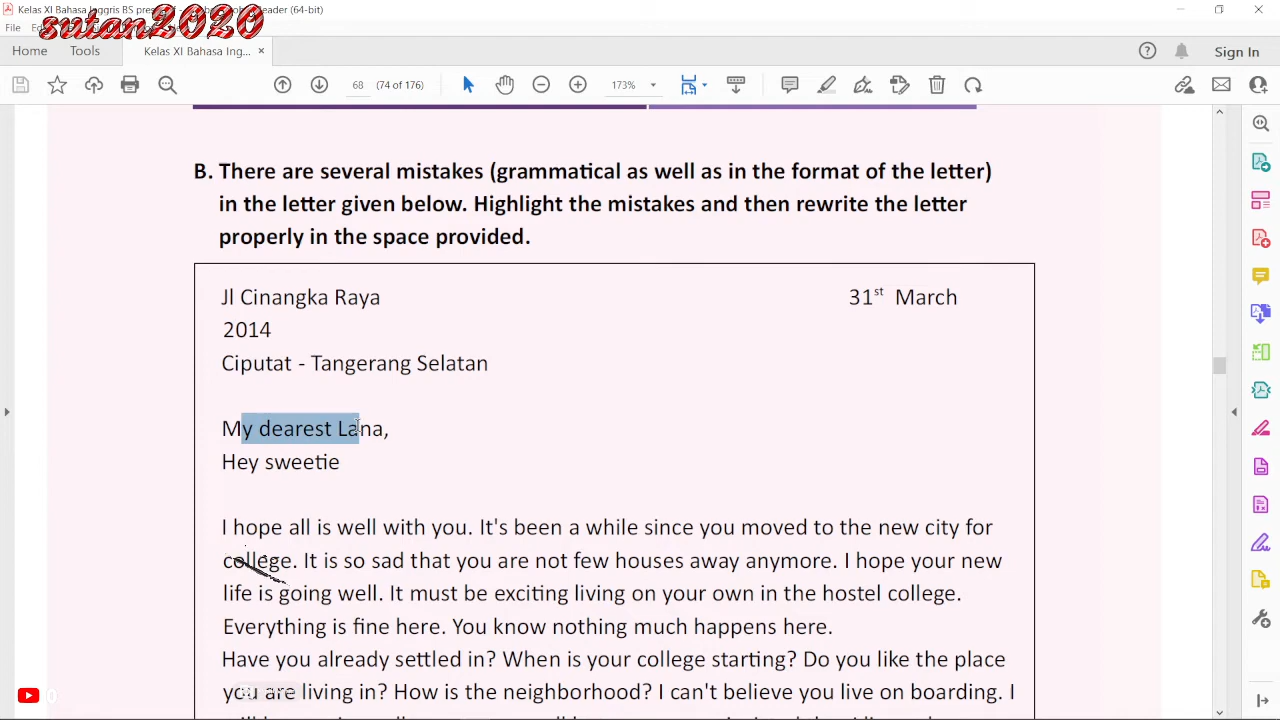 Kelas XI Bahasa Inggris BS pres
eader (64-bit)
sutan2020
File
Home Tools Kelas XI Bahasa Ing... × Sign In
68 (74 of 176) 173%
B. There are several mistakes (grammatical as well as in the format of the letter)
in the letter given below. Highlight the mistakes and then rewrite the letter
properly in the space provided.
Jl Cinangka Raya 31st March
2014
Ciputat - Tangerang Selatan
My dearest Lana,
Hey sweetie
I hope all is well with you. It's been a while since you moved to the new city for
college. It is so sad that you are not few houses away anymore. I hope your new
life is going well. It must be exciting living on your own in the hostel college.
Everything is fine here. You know nothing much happens here.
Have you already settled in? When is your college starting? Do you like the place
you are living in? How is the neighborhood? I can't believe you live on boarding. I